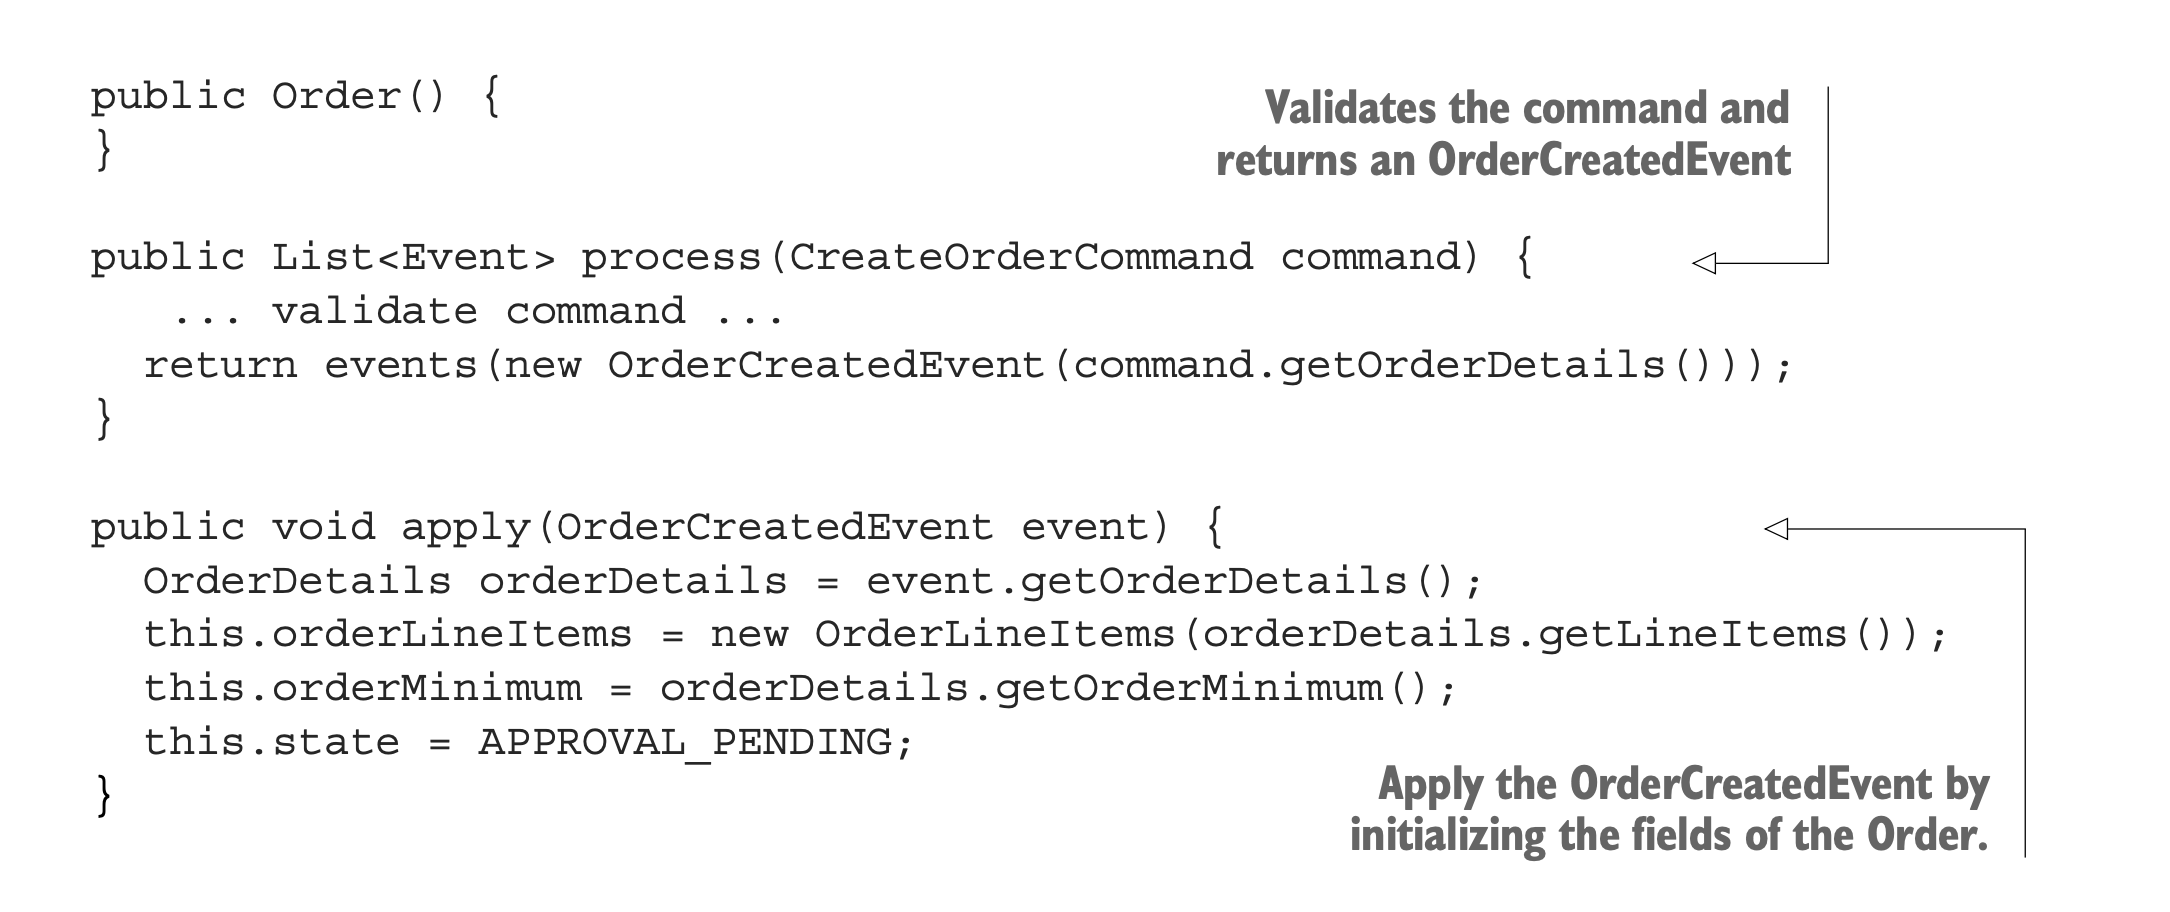 public Order() {
}
Validates the command and
returns an OrderCreatedEvent
public List<Event> process(CreateOrderCommand command) {
   ... validate command ...
  return events(new OrderCreatedEvent(command.getOrderDetails()));
}
public void apply(OrderCreatedEvent event) {
  OrderDetails orderDetails = event.getOrderDetails();
  this.orderLineItems = new OrderLineItems(orderDetails.getLineItems());
  this.orderMinimum = orderDetails.getOrderMinimum();
  this.state = APPROVAL_PENDING;
}
Apply the OrderCreatedEvent by
initializing the fields of the Order.